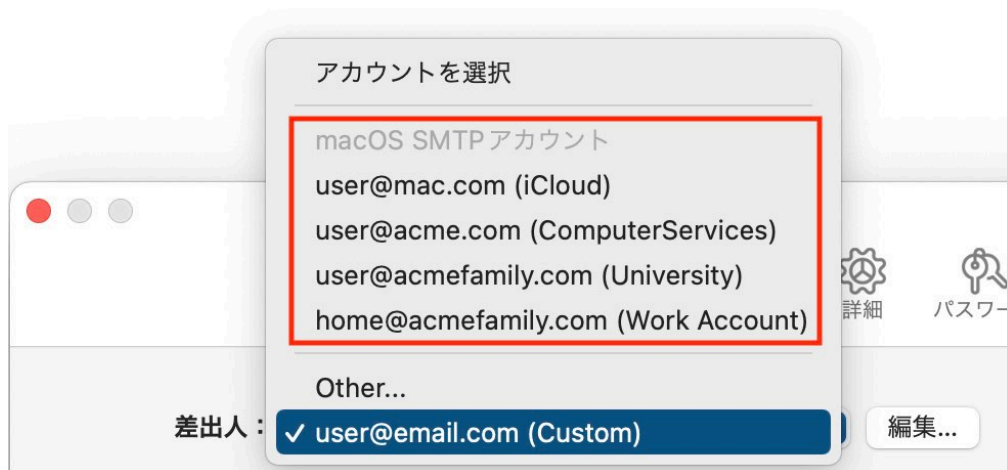 アカウントを選択
macOS SMTPアカウント
user@mac.com (iCloud)
user@acme.com (ComputerServices)
user@acmefamily.com (University)
home@acmefamily.com (Work Account)
詳細
パスワー
Other...
差出人：
✓ user@email.com (Custom)
編集...